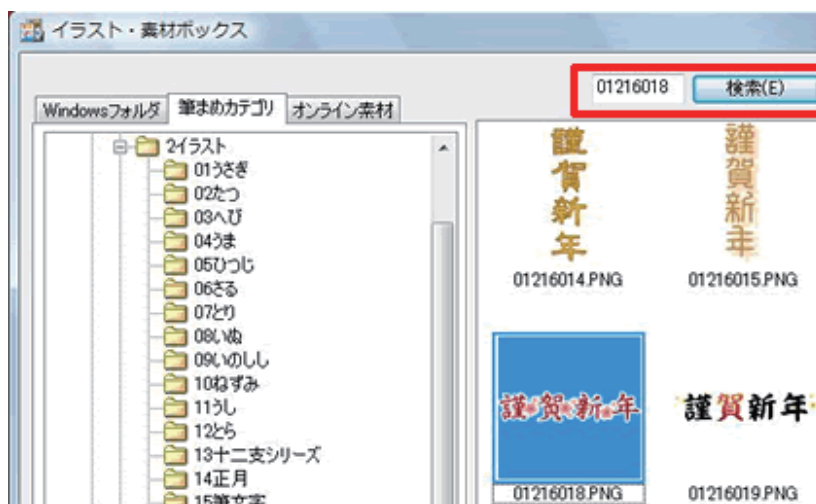 イラスト・素材ボックス
01216018 検索(E)
Windowsフォルダ 筆まめカテゴリ オンライン素材
2イラスト
01うさぎ
02たつ
03へび
04うま
05ひつじ
06さる
07とり
08いぬ
09いのしし
10ねずみ
11うし
12とら
13十二支シリーズ
14正月
15筆文字
謹賀新年
01216014.PNG
謹賀新年
01216015.PNG
謹賀新年
01216018.PNG
謹賀新年
01216019.PNG